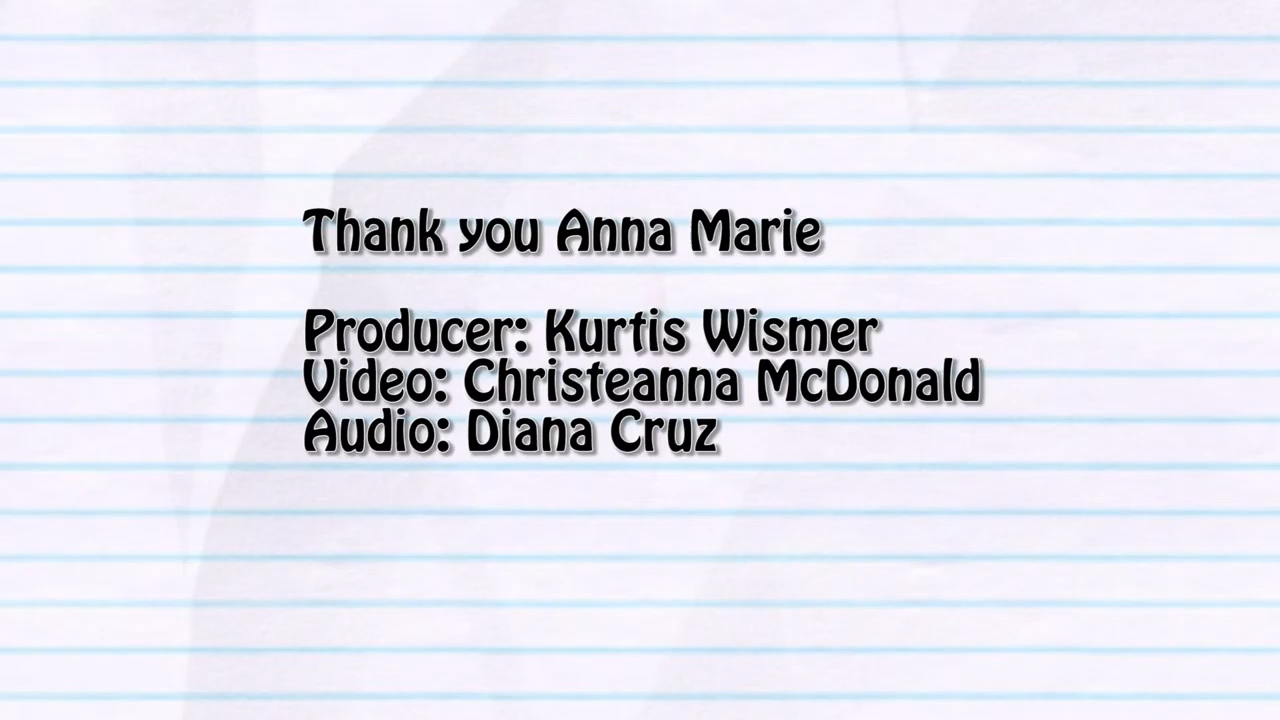 Thank you Anna Marie
Producer: Kurtis Wismer
Video: Christeanna McDonald
Audio: Diana Cruz